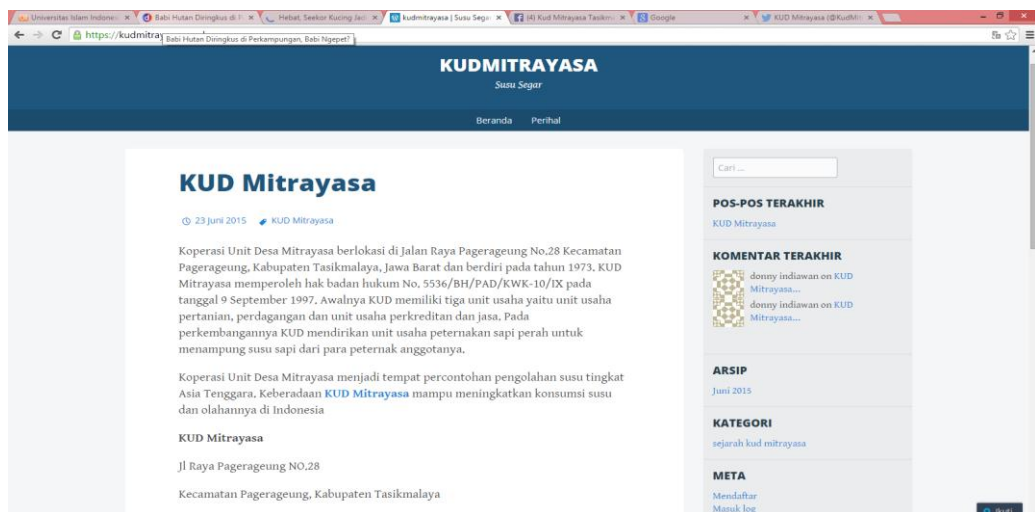 Universitas Islam Indones
Babi Hutan Diringkus di P
Hebat, Seekor Kucing Jadi
kudmitrayasa | Susu Segar
(4) Kud Mitrayasa Tasikm
Google
KUD Mitrayasa (@KudMit
https://kudmitray
Babi Hutan Diringkus di Perkampungan, Babi Ngepet?
KUDMITRAYASA
Susu Segar
Beranda Perihal
KUD Mitrayasa
23 Juni 2015 KUD Mitrayasa
Koperasi Unit Desa Mitrayasa berlokasi di Jalan Raya Pagerageung No.28 Kecamatan
Pagerageung, Kabupaten Tasikmalaya, Jawa Barat dan berdiri pada tahun 1973. KUD
Mitrayasa memperoleh hak badan hukum No. 5536/BH/PAD/KWK-10/IX pada
tanggal 9 September 1997. Awalnya KUD memiliki tiga unit usaha yaitu unit usaha
pertanian, perdagangan dan unit usaha perkreditan dan jasa. Pada
perkembangannya KUD mendirikan unit usaha peternakan sapi perah untuk
menampung susu sapi dari para peternak anggotanya.
Koperasi Unit Desa Mitrayasa menjadi tempat percontohan pengolahan susu tingkat
Asia Tenggara. Keberadaan KUD Mitrayasa mampu meningkatkan konsumsi susu
dan olahannya di Indonesia
KUD Mitrayasa
Jl Raya Pagerageung NO.28
Kecamatan Pagerageung, Kabupaten Tasikmalaya
Cari ...
POS-POS TERAKHIR
KUD Mitrayasa
KOMENTAR TERAKHIR
donny indiawan on KUD
Mitrayasa...
donny indiawan on KUD
Mitrayasa...
ARSIP
Juni 2015
KATEGORI
sejarah kud mitrayasa
META
Mendaftar
Masuk log
Ikuti